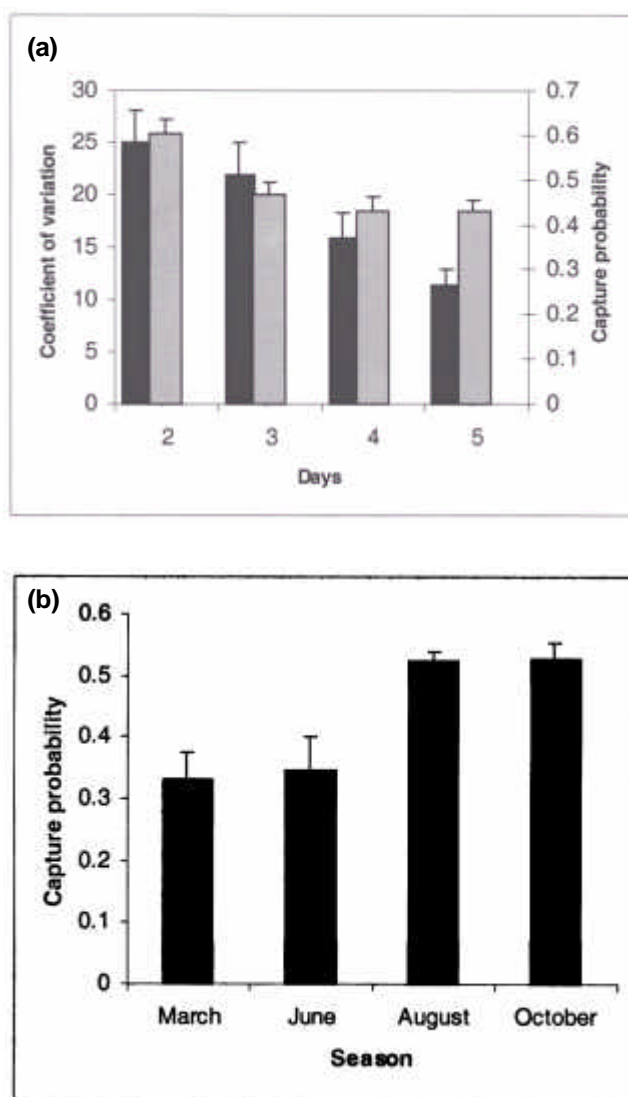 (a)
30
25
20
15
10
5
0
Coefficient of variation
0.7
0.6
0.5
0.4
0.3
0.2
0.1
0
Capture probability
2 3 4 5
Days
(b)
0.6
0.5
0.4
0.3
0.2
0.1
0
Capture probability
March June August October
Season